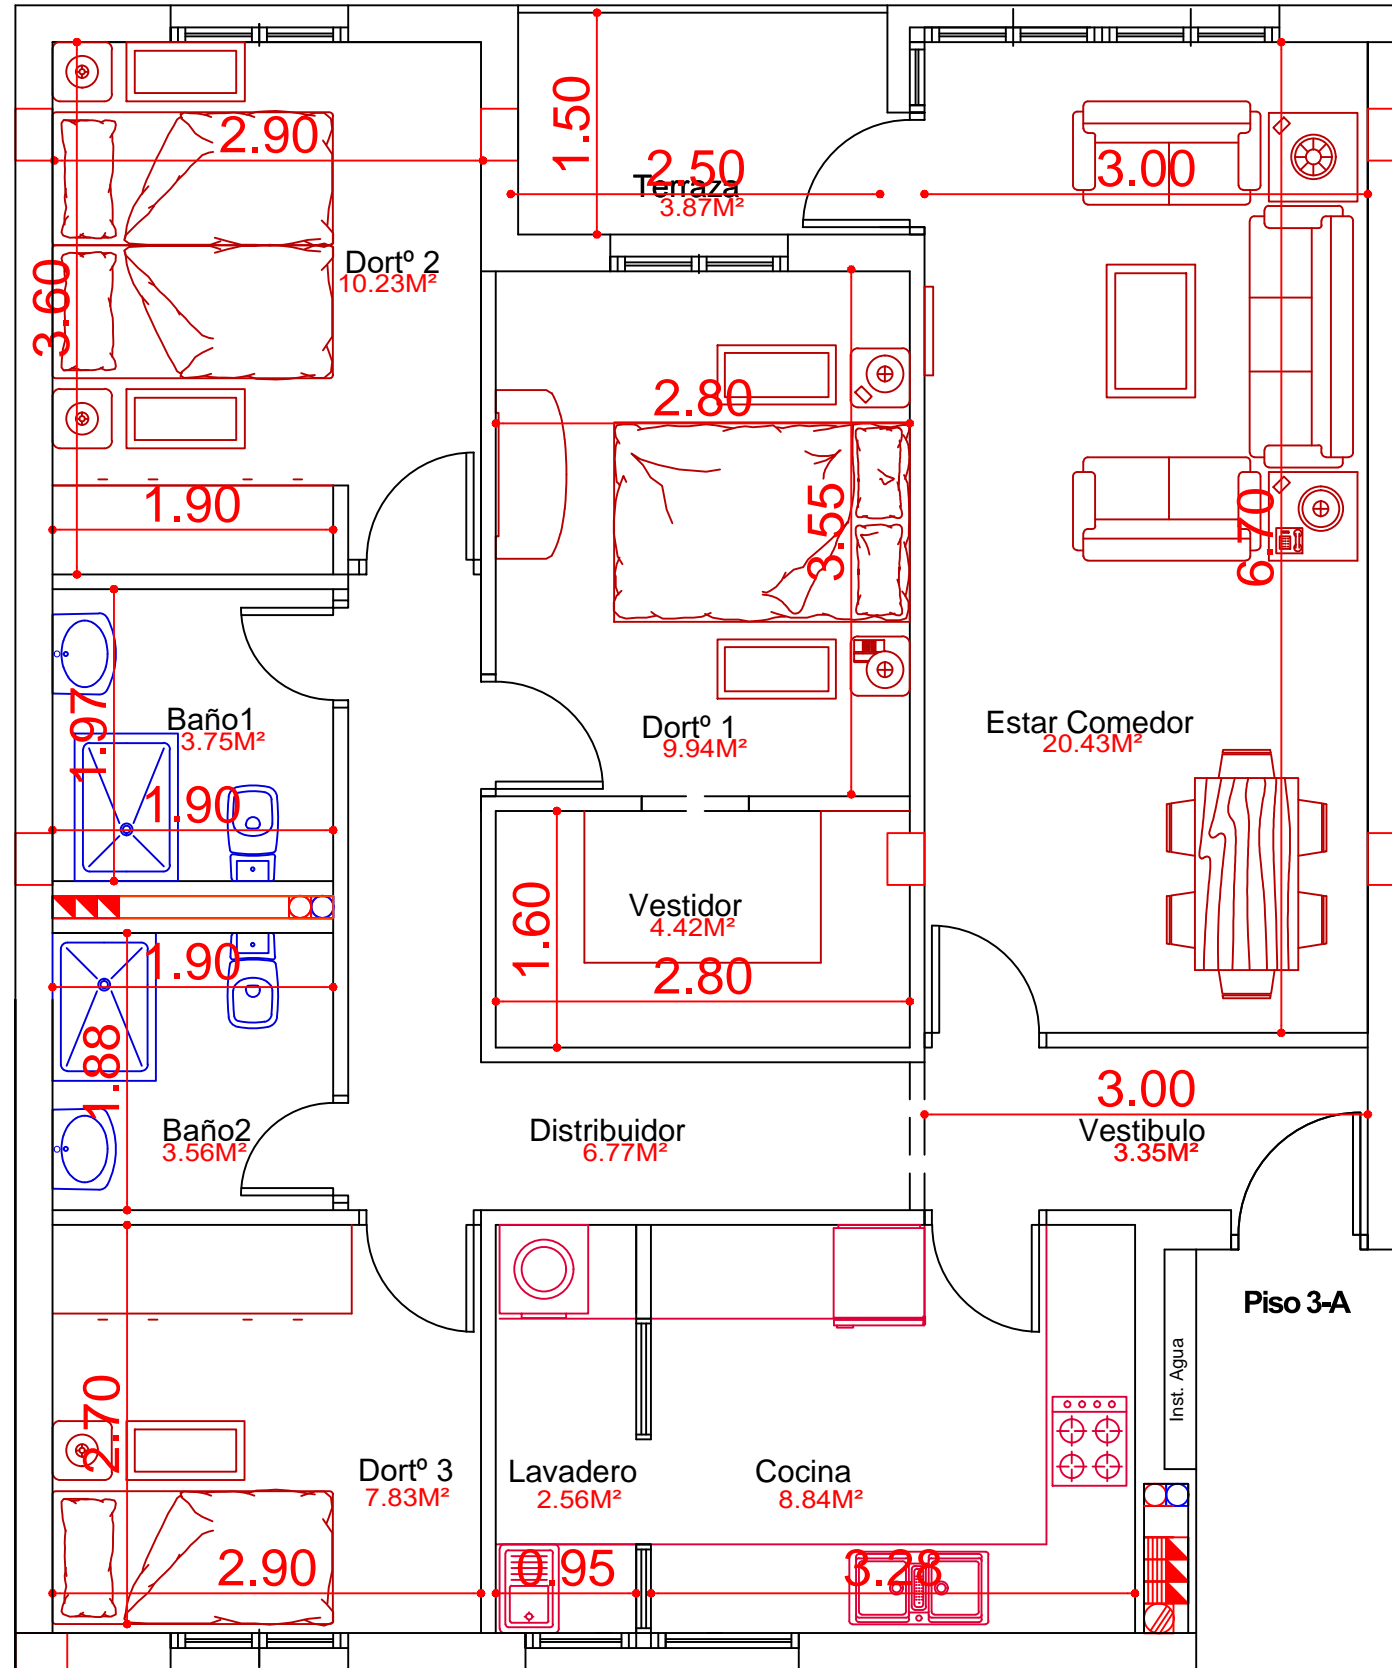 1.50
2.90
2.50
3.00
Terraza
3.87M²
Dortº 2
10.23M²
3.60
2.80
1.90
3.55
6.70
Baño1
3.75M²
1.97
Dortº 1
9.94M²
Estar Comedor
20.43M²
1.90
Vestidor
4.42M²
1.60
1.90
2.80
1.88
3.00
Baño2
3.56M²
Distribuidor
6.77M²
Vestibulo
3.35M²
Piso 3-A
Inst. Agua
2.70
Dortº 3
7.83M²
Lavadero
2.56M²
Cocina
8.84M²
2.90
0.95
3.28